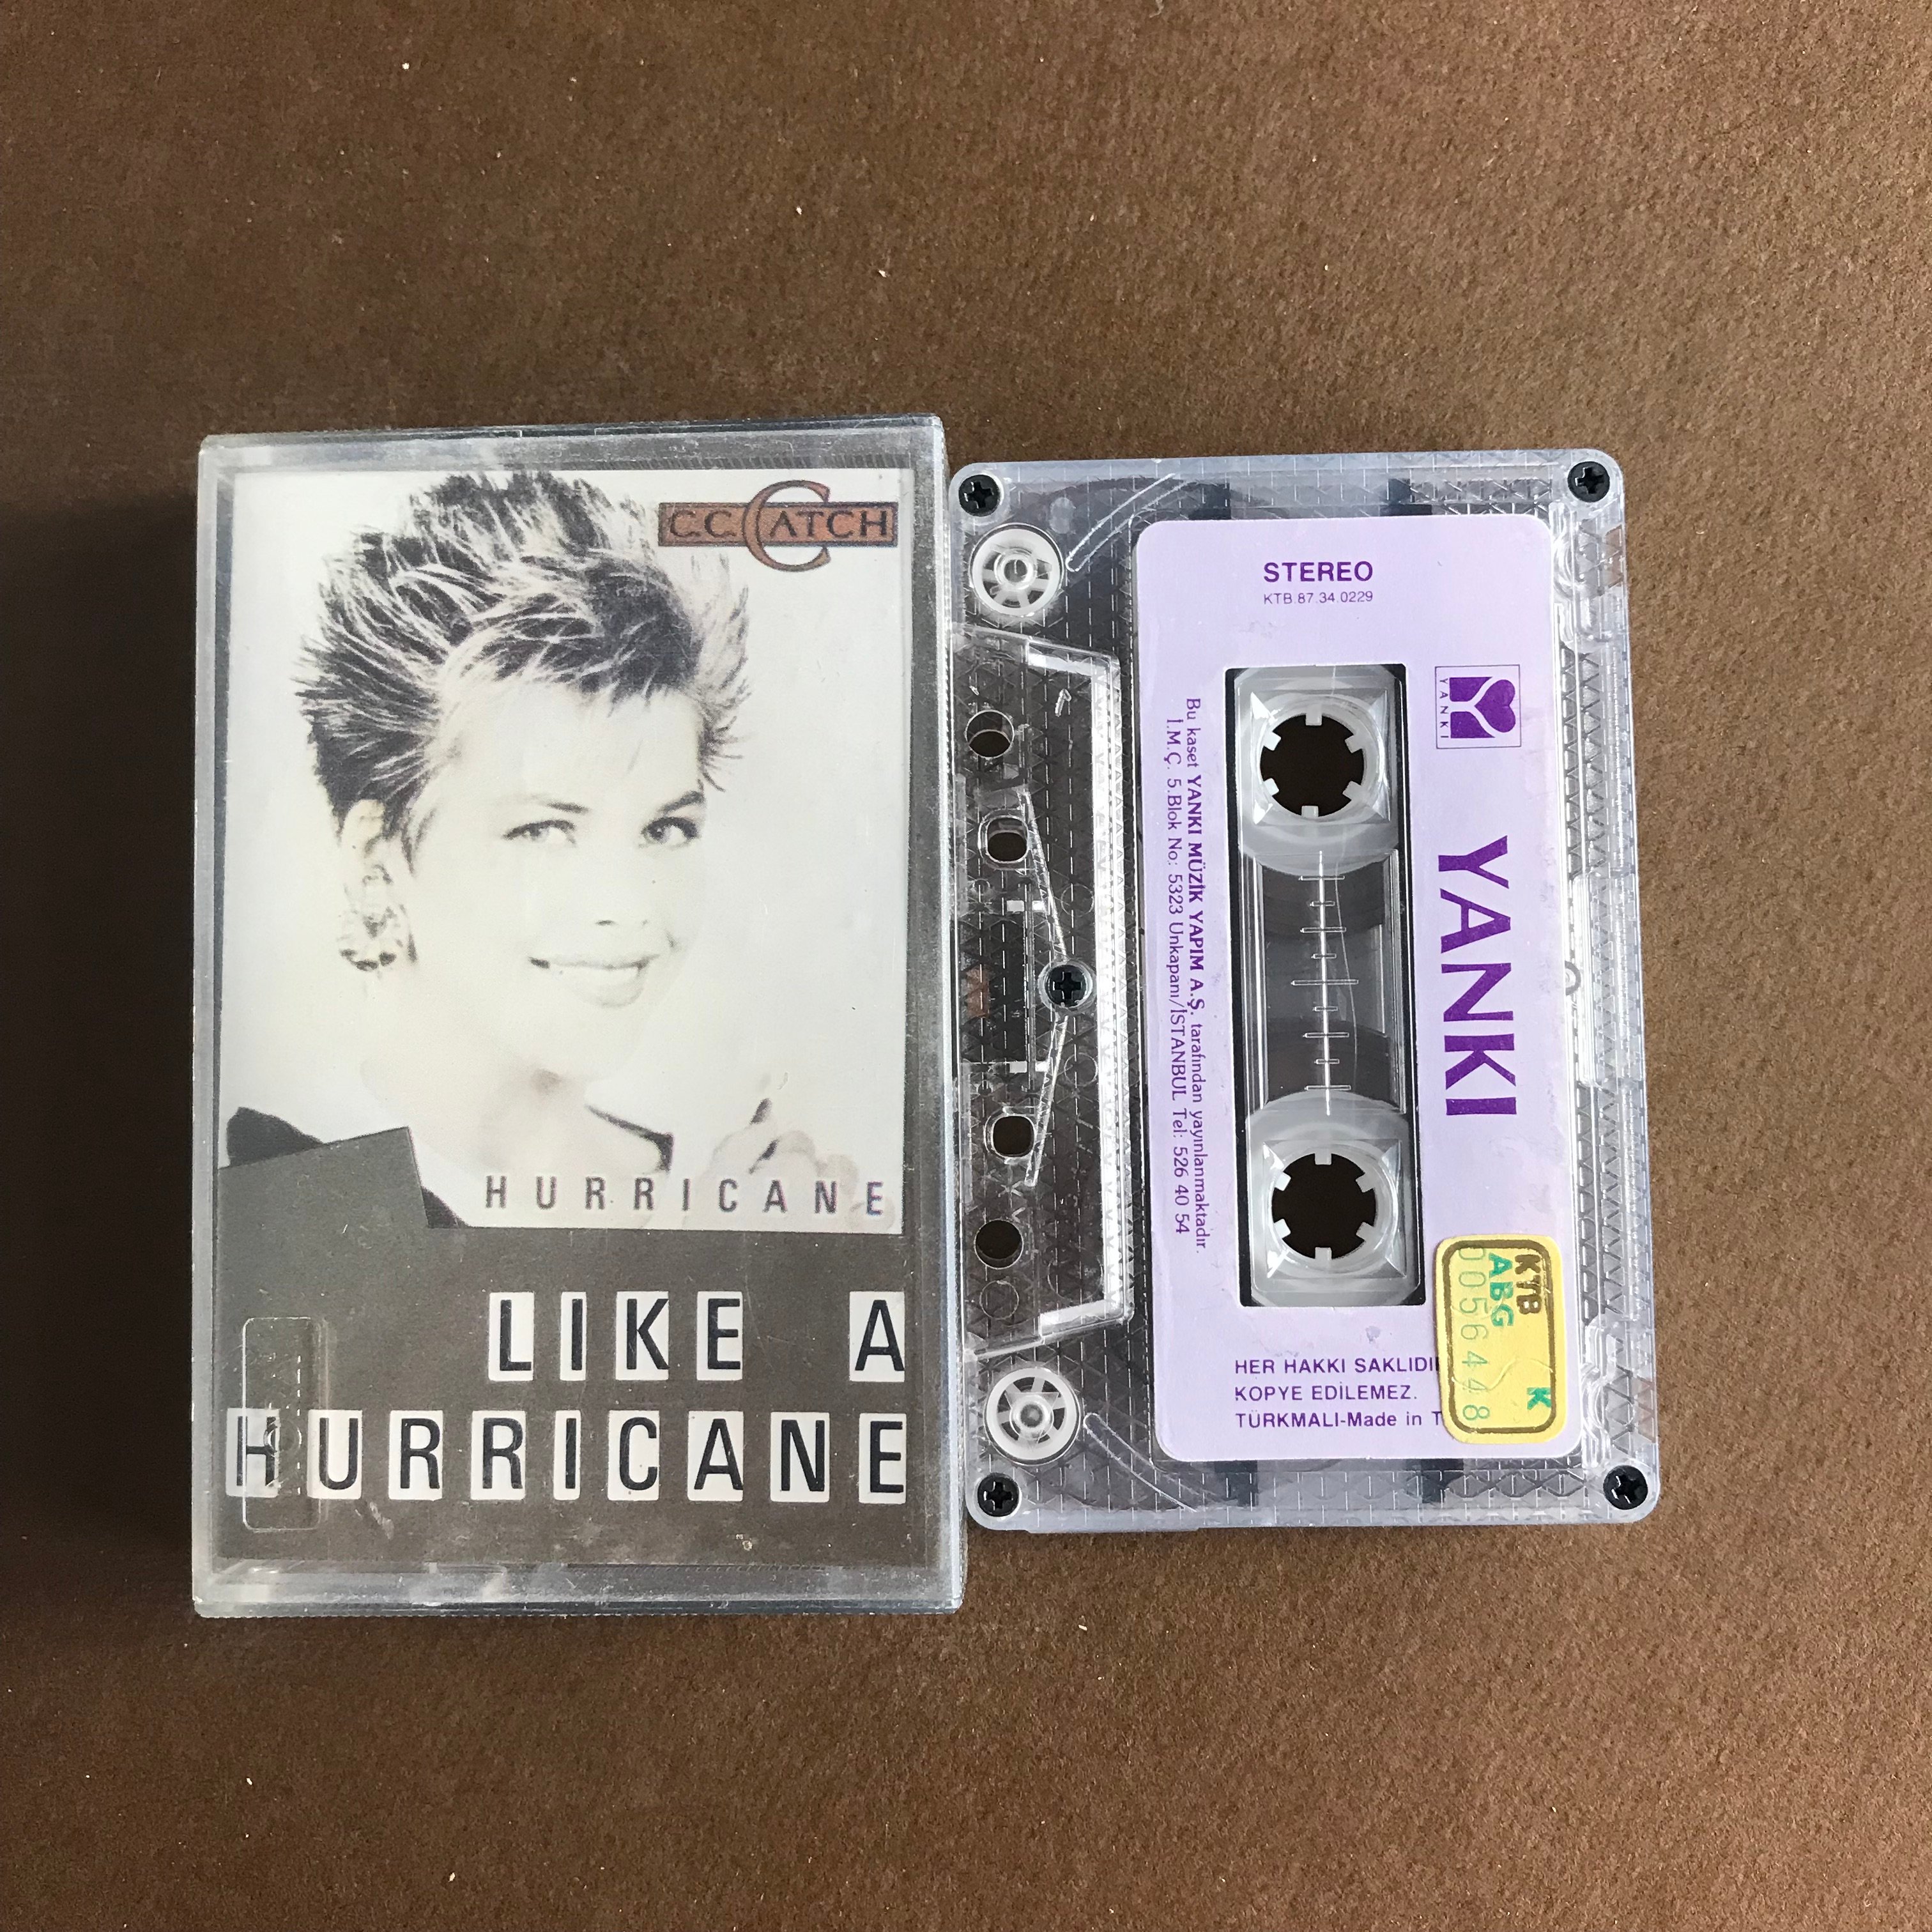 C.C. CATCH
HURRICANE
LIKE A
HURRICANE
STEREO
KTB.87.34.0229
YANKI
YANKI
Bu kaset YANKI MÜZİK YAPIM A.Ş. tarafından yayınlanmaktadır.
İ.M.Ç. 5.Blok No: 5323 Unkapanı/İSTANBUL Tel: 526 40 54
HER HAKKI SAKLIDI
KOPYE EDİLEMEZ.
TÜRKMALI-Made in T
KTB
ABG K
0056448